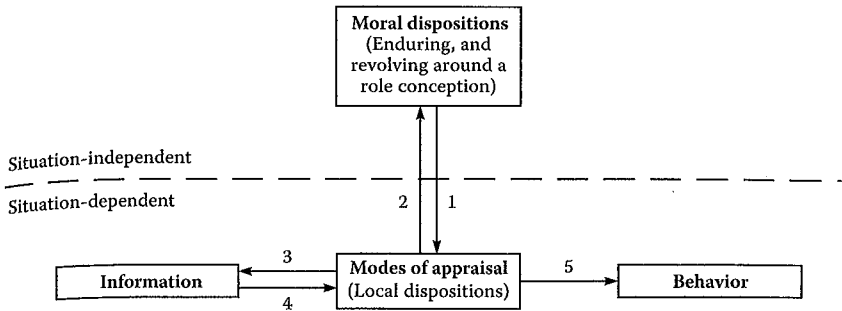 Moral dispositions
(Enduring, and
revolving around a
role conception)
Situation-independent
Situation-dependent
2
1
3
Information
4
Modes of appraisal
(Local dispositions)
5
Behavior